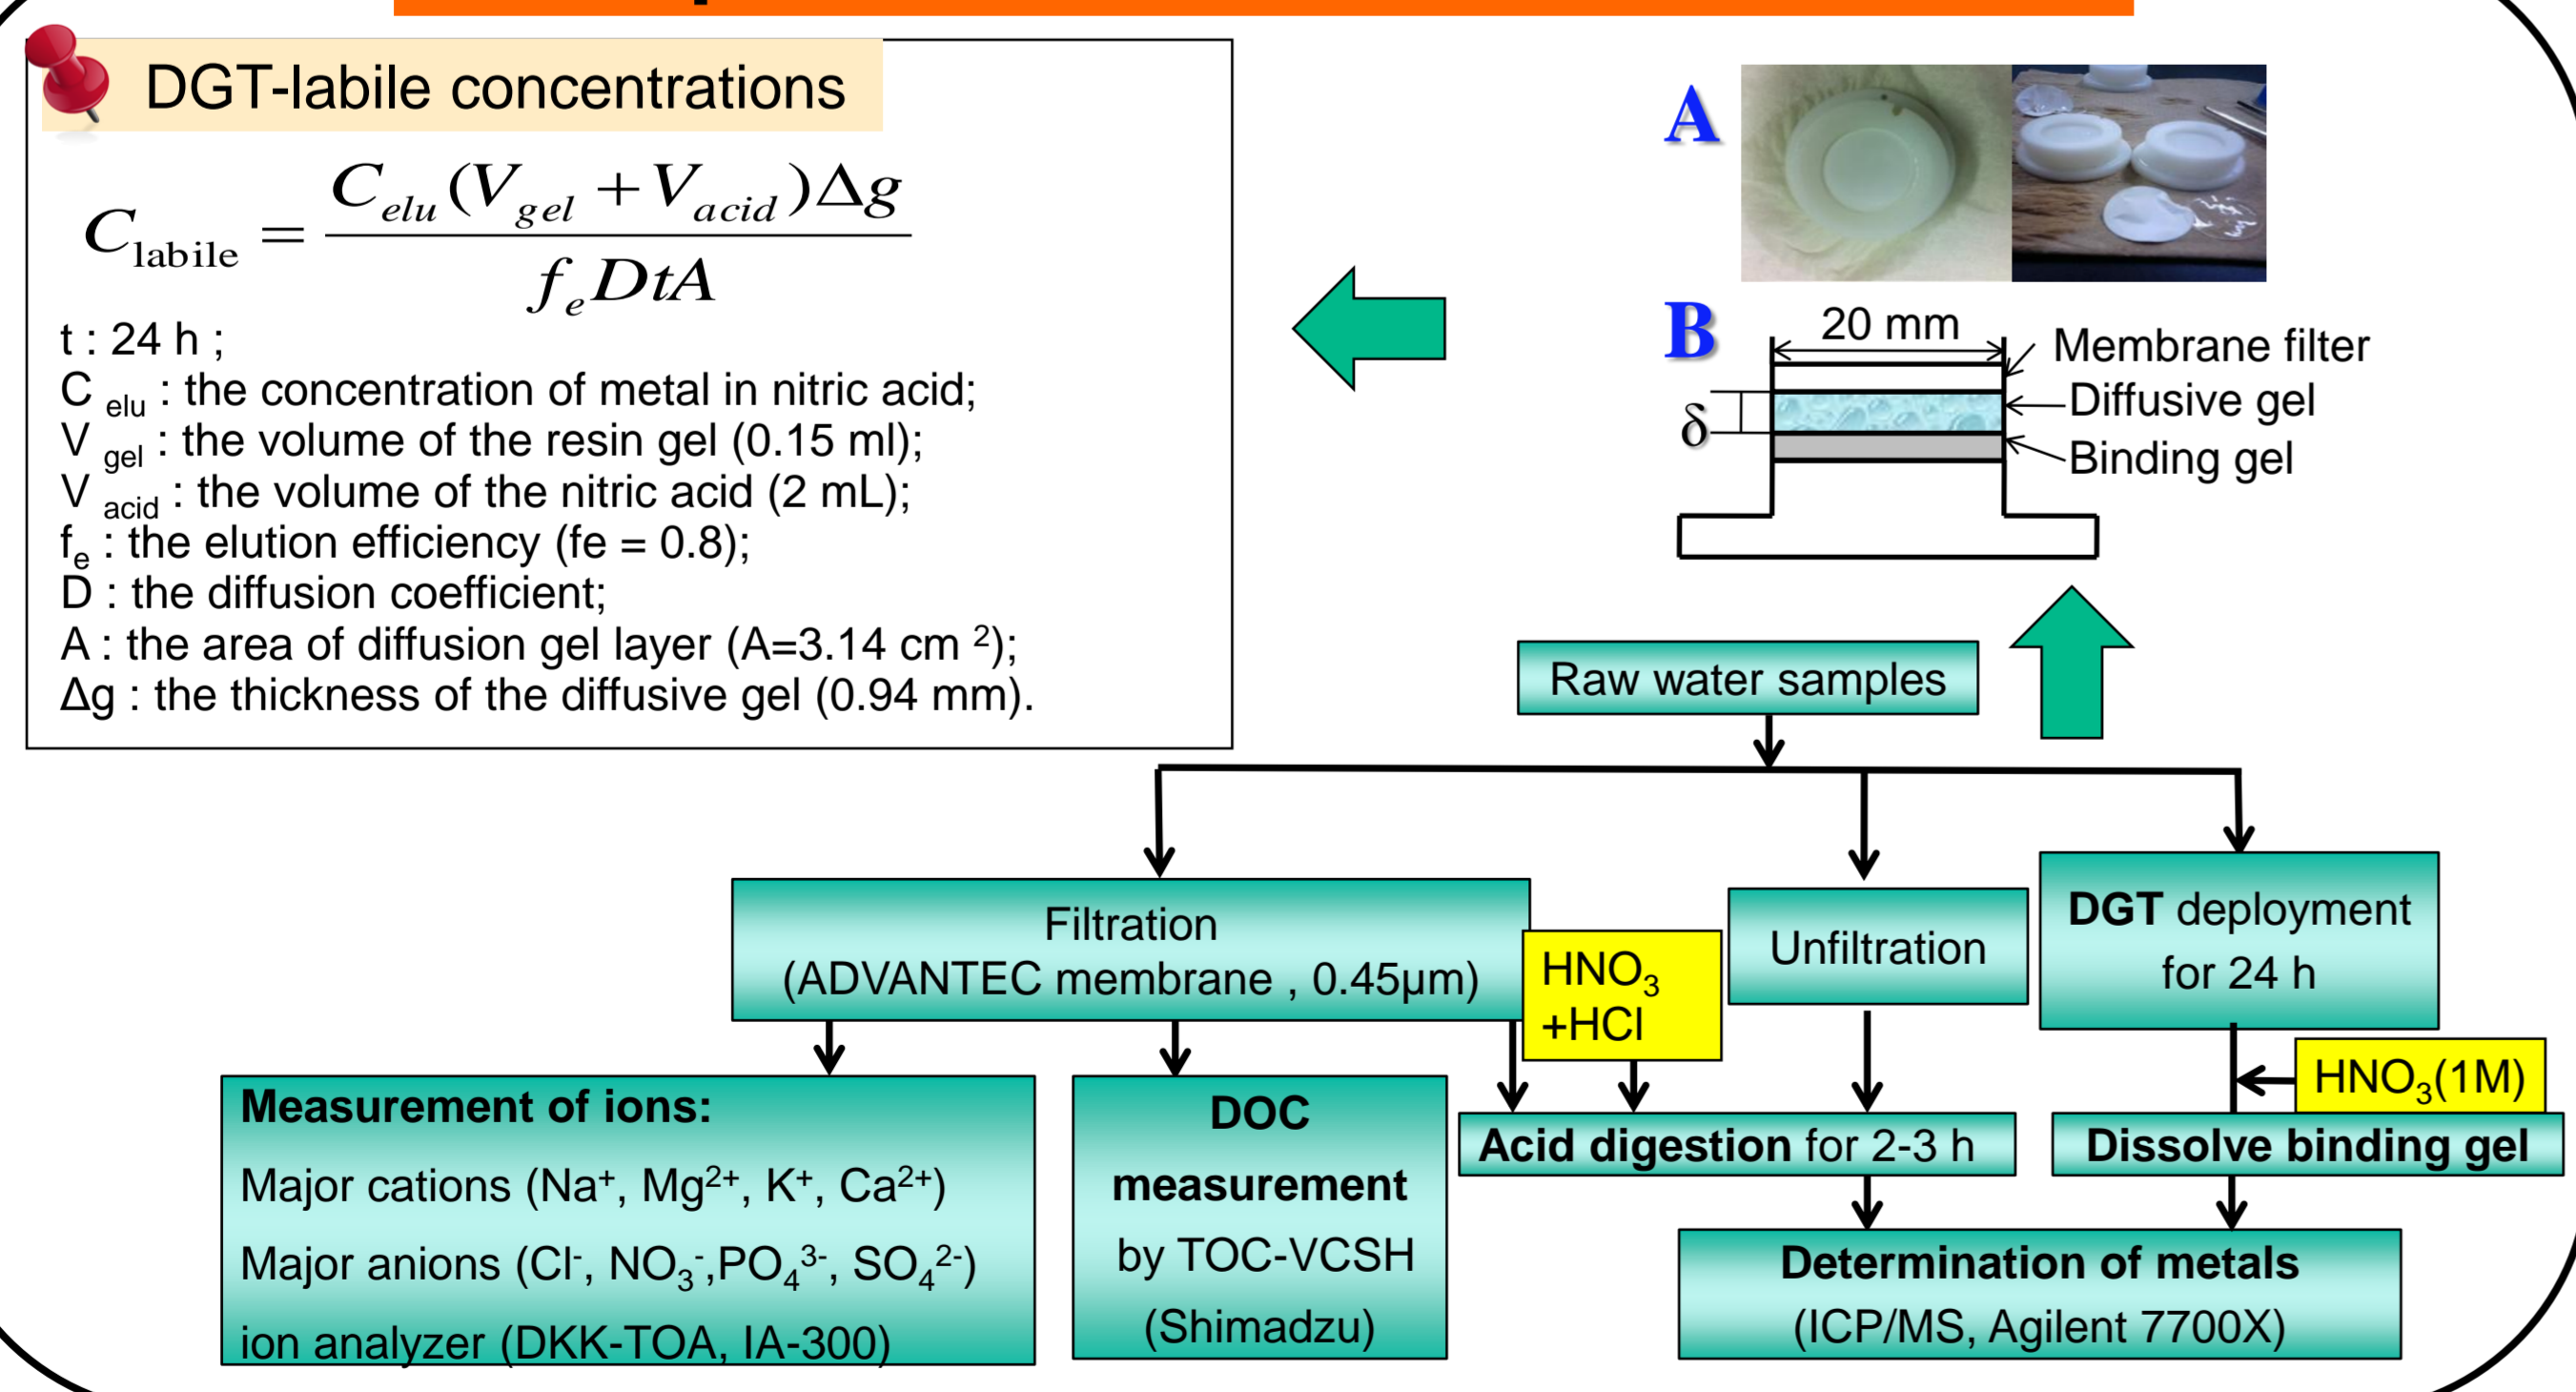 DGT-labile concentrations
C_labile = C_elu (V_gel + V_acid)Δg / f_e DtA
t : 24 h ;
C elu : the concentration of metal in nitric acid;
V gel : the volume of the resin gel (0.15 ml);
V acid : the volume of the nitric acid (2 mL);
fe : the elution efficiency (fe = 0.8);
D : the diffusion coefficient;
A : the area of diffusion gel layer (A=3.14 cm ²);
Δg : the thickness of the diffusive gel (0.94 mm).
A
B
20 mm
Membrane filter
Diffusive gel
Binding gel
δ
Raw water samples
Filtration
(ADVANTEC membrane , 0.45μm)
HNO₃
+HCl
Unfiltration
DGT deployment
for 24 h
HNO₃(1M)
Measurement of ions:
Major cations (Na⁺, Mg²⁺, K⁺, Ca²⁺)
Major anions (Cl⁻, NO₃⁻,PO₄³⁻, SO₄²⁻)
ion analyzer (DKK-TOA, IA-300)
DOC
measurement
by TOC-VCSH
(Shimadzu)
Acid digestion for 2-3 h
Dissolve binding gel
Determination of metals
(ICP/MS, Agilent 7700X)